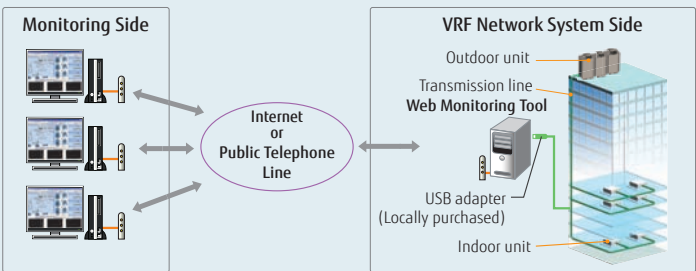 Monitoring Side
Internet
or
Public Telephone
Line
VRF Network System Side
Outdoor unit
Transmission line
Web Monitoring Tool
USB adapter
(Locally purchased)
Indoor unit